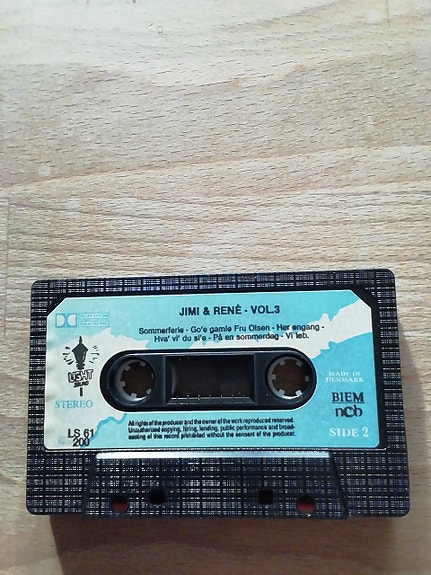 JIMI & RENÉ - VOL.3
Sommerferie - Go'e gamle Fru Olsen - Hør engang -
Hva' vi' du si'e - På en sommerdag - Vi løb.
SOUND
STEREO
LS 61
200
All rights of the producer and the owner of the work reproduced reserved.
Unauthorized copying, hiring, lending, public performance and broad-
casting of this record prohibited without the consent of the producer.
MADE IN
DENMARK
BIEM
ncb
SIDE 2